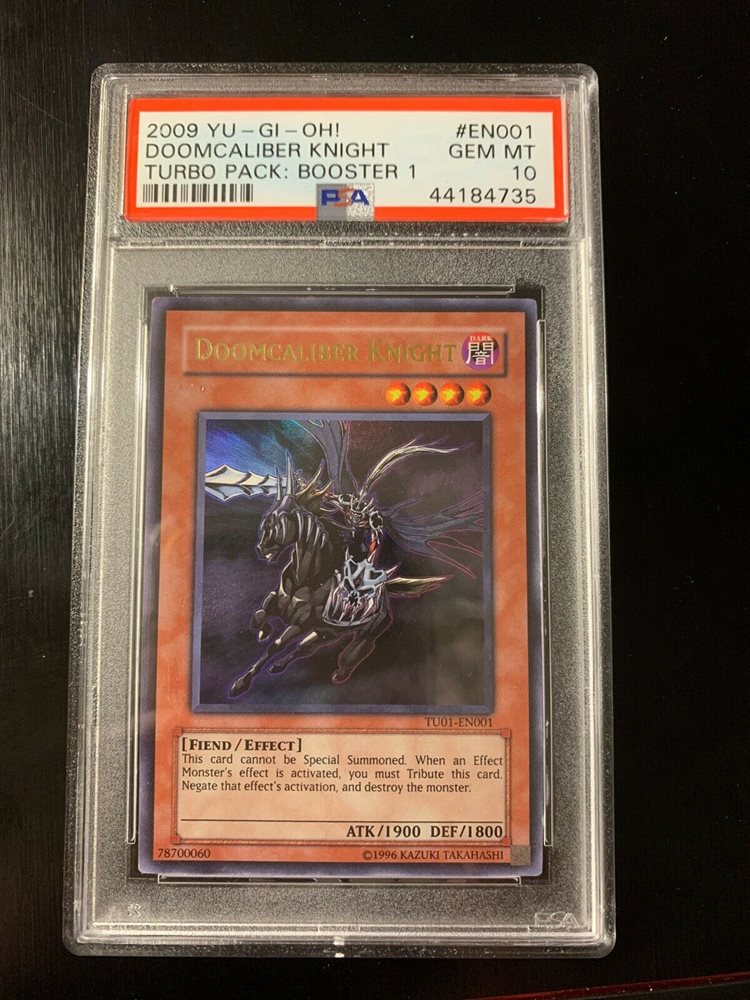 2009 YU-GI-OH! #EN001
DOOMCALIBER KNIGHT GEM MT
TURBO PACK: BOOSTER 1 10
PSA 44184735
DOOMCALIBER KNIGHT DARK 闇
TU01-EN001
[FIEND/EFFECT]
This card cannot be Special Summoned. When an Effect
Monster's effect is activated, you must Tribute this card.
Negate that effect's activation, and destroy the monster.
ATK/1900 DEF/1800
78700060 ©1996 KAZUKI TAKAHASHI
PSA